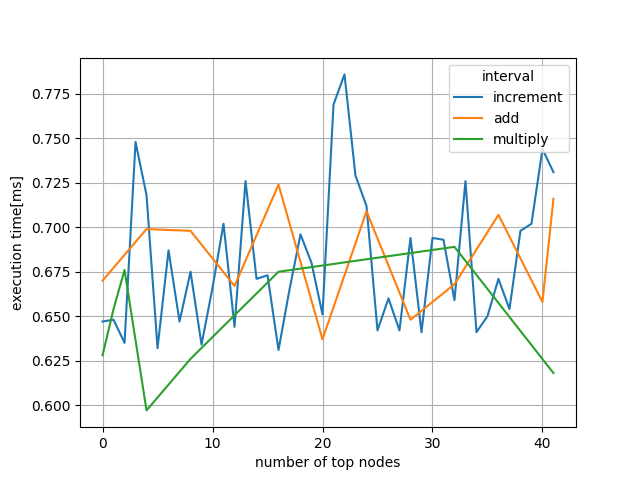 interval
increment
add
multiply
0.775
0.750
0.725
0.700
0.675
0.650
0.625
0.600
execution time[ms]
0 10 20 30 40
number of top nodes